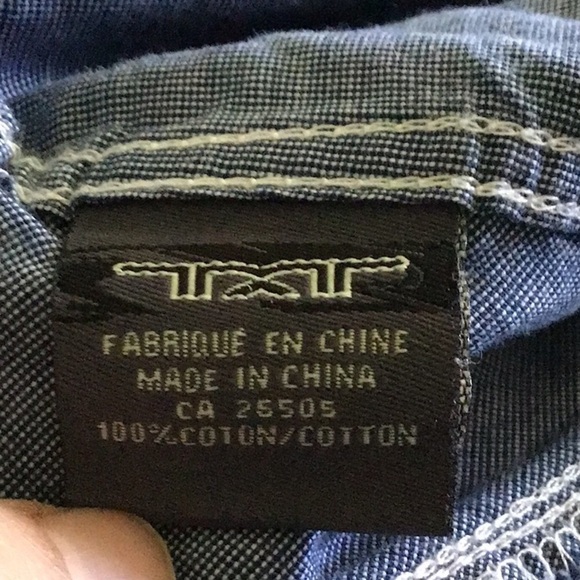 TXT
FABRIQUÉ EN CHINE
MADE IN CHINA
CA 25505
100%COTON/COTTON